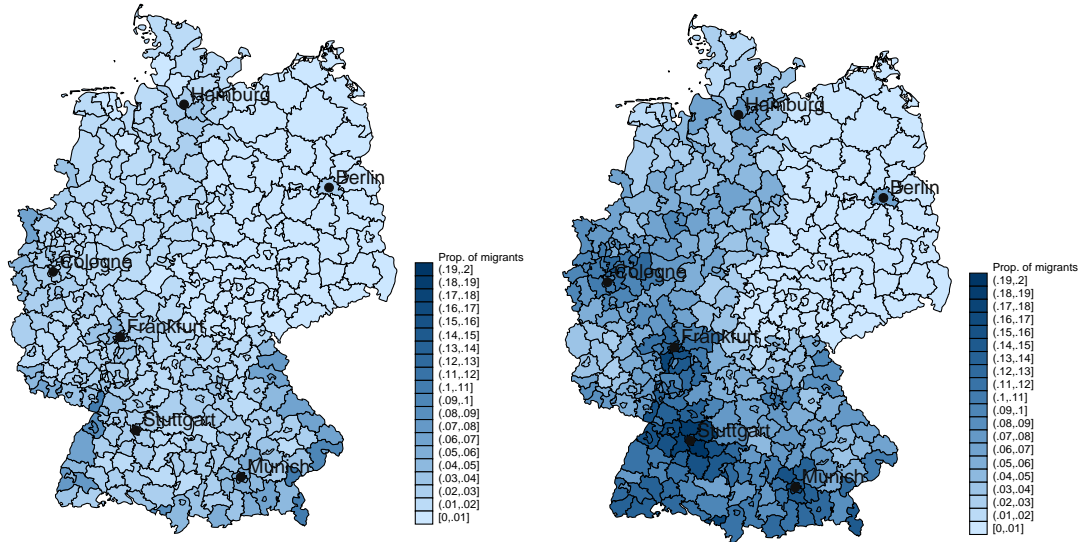 Hamburg
Berlin
Cologne
Frankfurt
Stuttgart
Munich
Prop. of migrants
(.19,.2]
(.18,.19]
(.17,.18]
(.16,.17]
(.15,.16]
(.14,.15]
(.13,.14]
(.12,.13]
(.11,.12]
(.1,.11]
(.09,.1]
(.08,.09]
(.07,.08]
(.06,.07]
(.05,.06]
(.04,.05]
(.03,.04]
(.02,.03]
(.01,.02]
[0,.01]
Hamburg
Berlin
Cologne
Frankfurt
Stuttgart
Munich
Prop. of migrants
(.19,.2]
(.18,.19]
(.17,.18]
(.16,.17]
(.15,.16]
(.14,.15]
(.13,.14]
(.12,.13]
(.11,.12]
(.1,.11]
(.09,.1]
(.08,.09]
(.07,.08]
(.06,.07]
(.05,.06]
(.04,.05]
(.03,.04]
(.02,.03]
(.01,.02]
[0,.01]